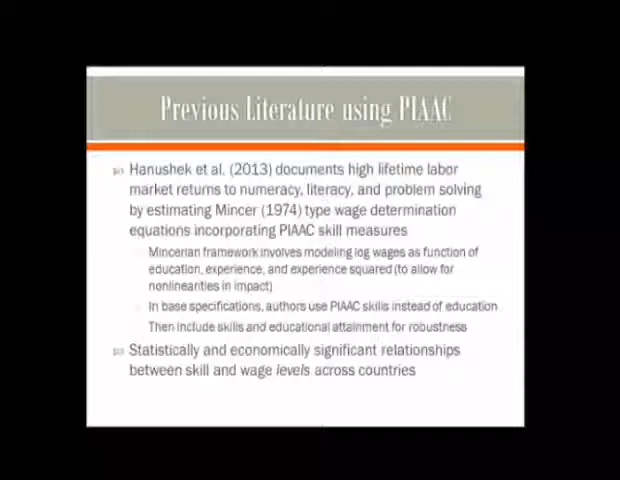 Previous Literature using PIAAC
Hanushek et al. (2013) documents high lifetime labor
market returns to numeracy, literacy, and problem solving
by estimating Mincer (1974) type wage determination
equations incorporating PIAAC skill measures
Mincerian framework involves modeling log wages as function of
education, experience, and experience squared (to allow for
nonlinearities in impact)
In base specifications, authors use PIAAC skills instead of education
Then include skills and educational attainment for robustness
Statistically and economically significant relationships
between skill and wage levels across countries